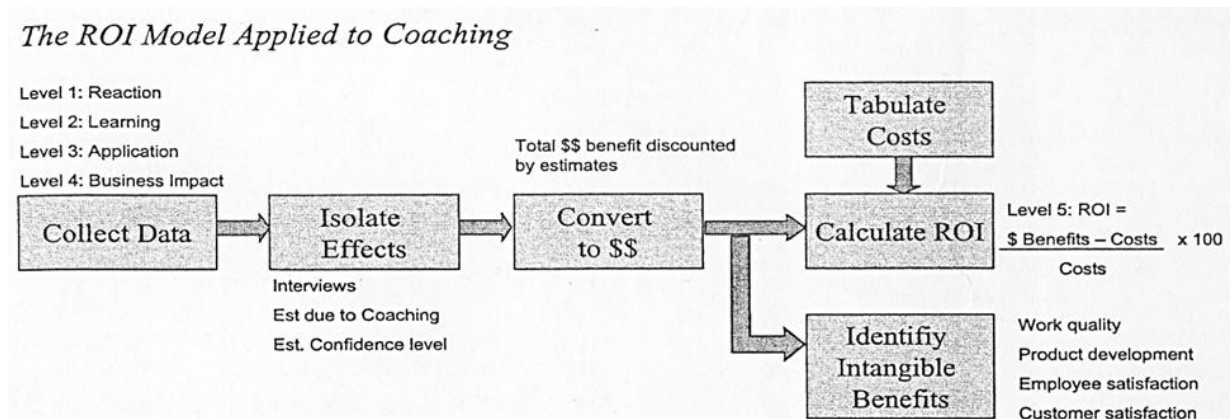 The ROI Model Applied to Coaching
Level 1: Reaction
Level 2: Learning
Level 3: Application
Level 4: Business Impact
Collect Data
Isolate
Effects
Interviews
Est due to Coaching
Est. Confidence level
Total $$ benefit discounted
by estimates
Convert
to $$
Tabulate
Costs
Calculate ROI
Level 5: ROI =
$ Benefits – Costs x 100
Costs
Identifiy
Intangible
Benefits
Work quality
Product development
Employee satisfaction
Customer satisfaction